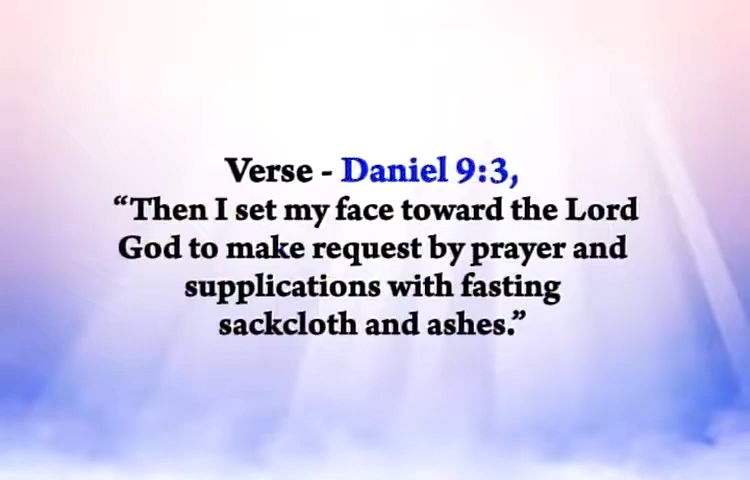 Verse - Daniel 9:3,
“Then I set my face toward the Lord
God to make request by prayer and
supplications with fasting
sackcloth and ashes.”